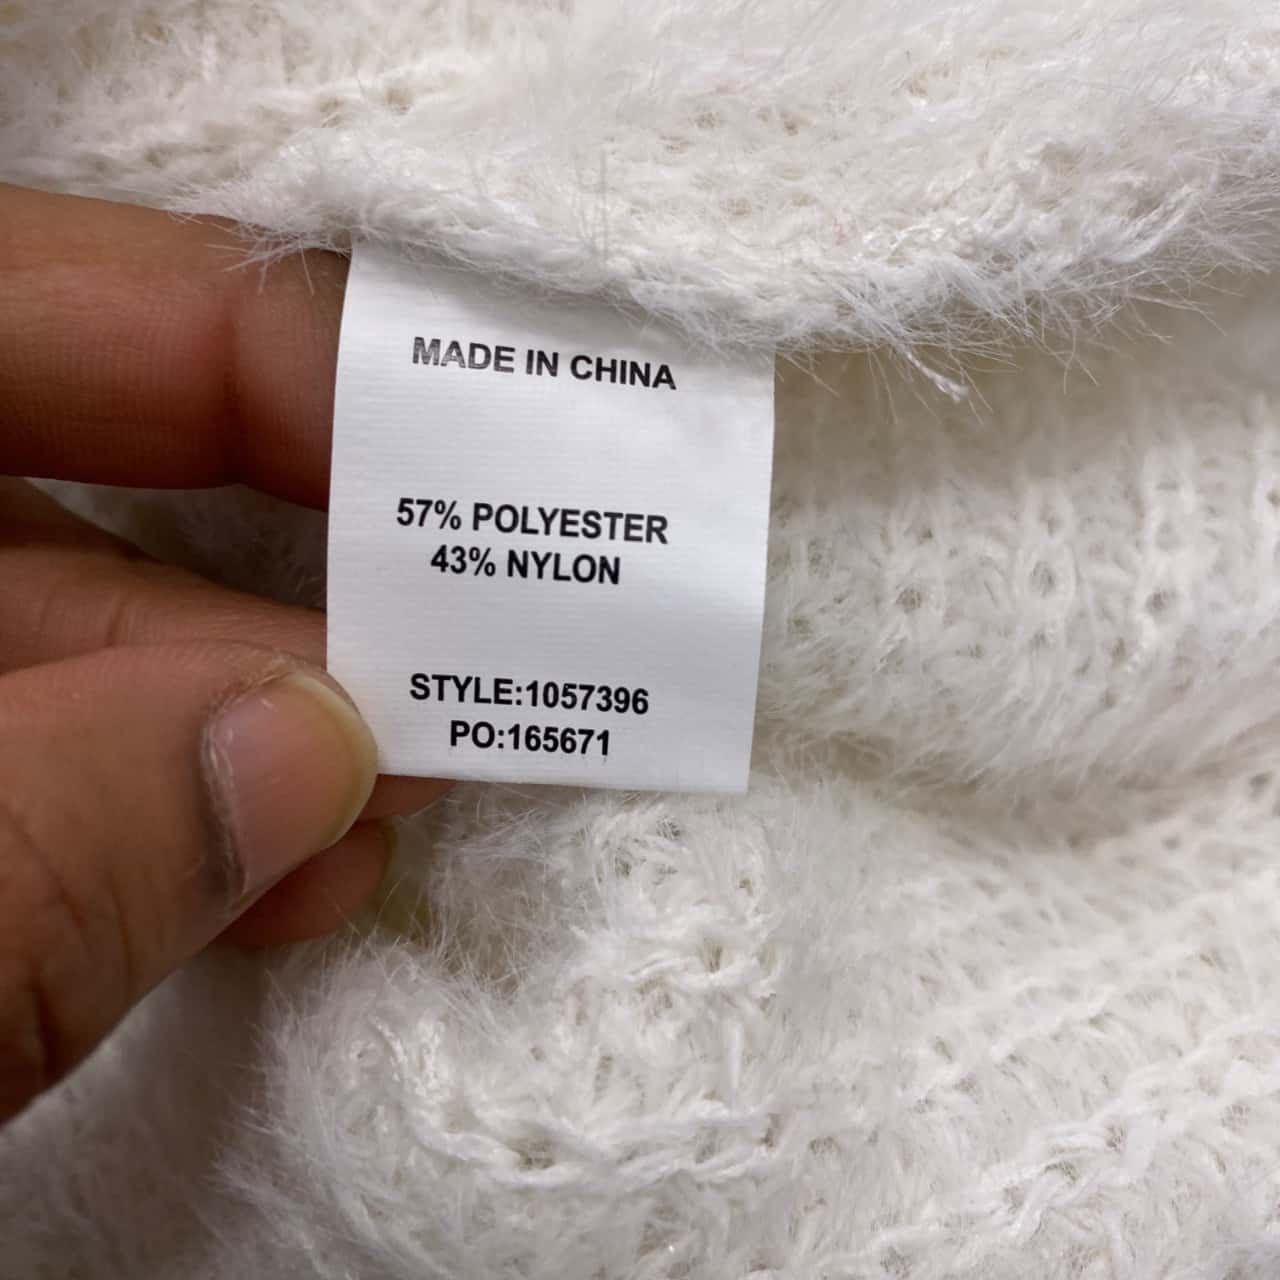 MADE IN CHINA
57% POLYESTER
43% NYLON
STYLE:1057396
PO:165671